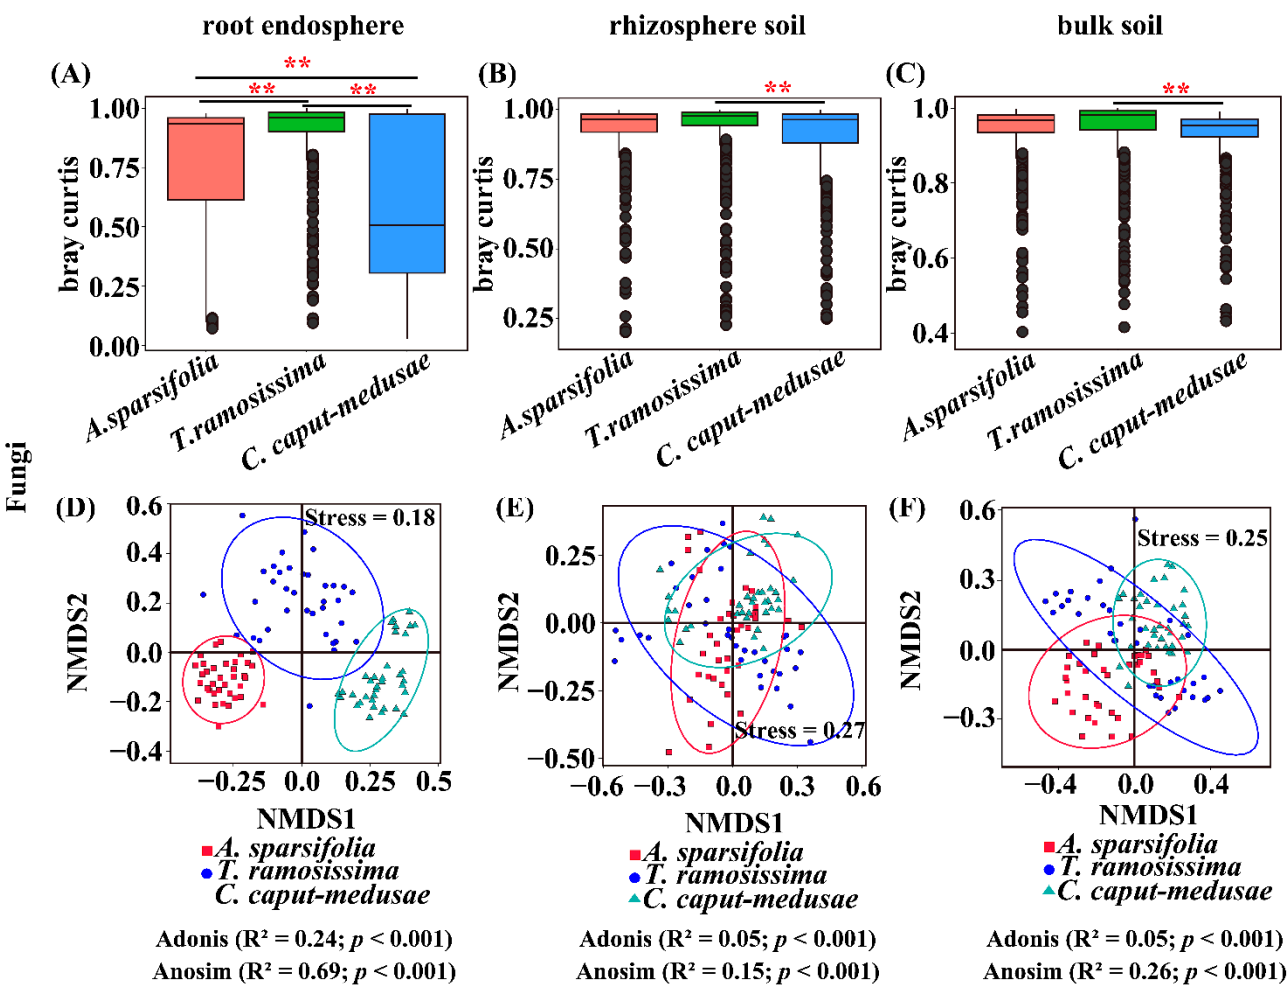 root endosphere
rhizosphere soil
bulk soil
(A)
**
**
**
bray curtis
1.00
0.75
0.50
0.25
0.00
A.sparsifolia
T.ramosissima
C. caput-medusae
(B)
**
bray curtis
1.00
0.75
0.50
0.25
A.sparsifolia
T.ramosissima
C. caput-medusae
(C)
**
bray curtis
1.0
0.8
0.6
0.4
A.sparsifolia
T.ramosissima
C. caput-medusae
Fungi
(D)
Stress = 0.18
NMDS2
0.6
0.4
0.2
0.0
−0.2
−0.4
−0.25
0.0
0.25
0.5
NMDS1
A. sparsifolia
T. ramosissima
C. caput-medusae
Adonis (R² = 0.24; p < 0.001)
Anosim (R² = 0.69; p < 0.001)
(E)
Stress = 0.27
NMDS2
0.25
0.00
−0.25
−0.50
−0.6
−0.3
0.0
0.3
0.6
NMDS1
A. sparsifolia
T. ramosissima
C. caput-medusae
Adonis (R² = 0.05; p < 0.001)
Anosim (R² = 0.15; p < 0.001)
(F)
Stress = 0.25
NMDS2
0.6
0.3
0.0
−0.3
−0.4
0.0
0.4
NMDS1
A. sparsifolia
T. ramosissima
C. caput-medusae
Adonis (R² = 0.05; p < 0.001)
Anosim (R² = 0.26; p < 0.001)